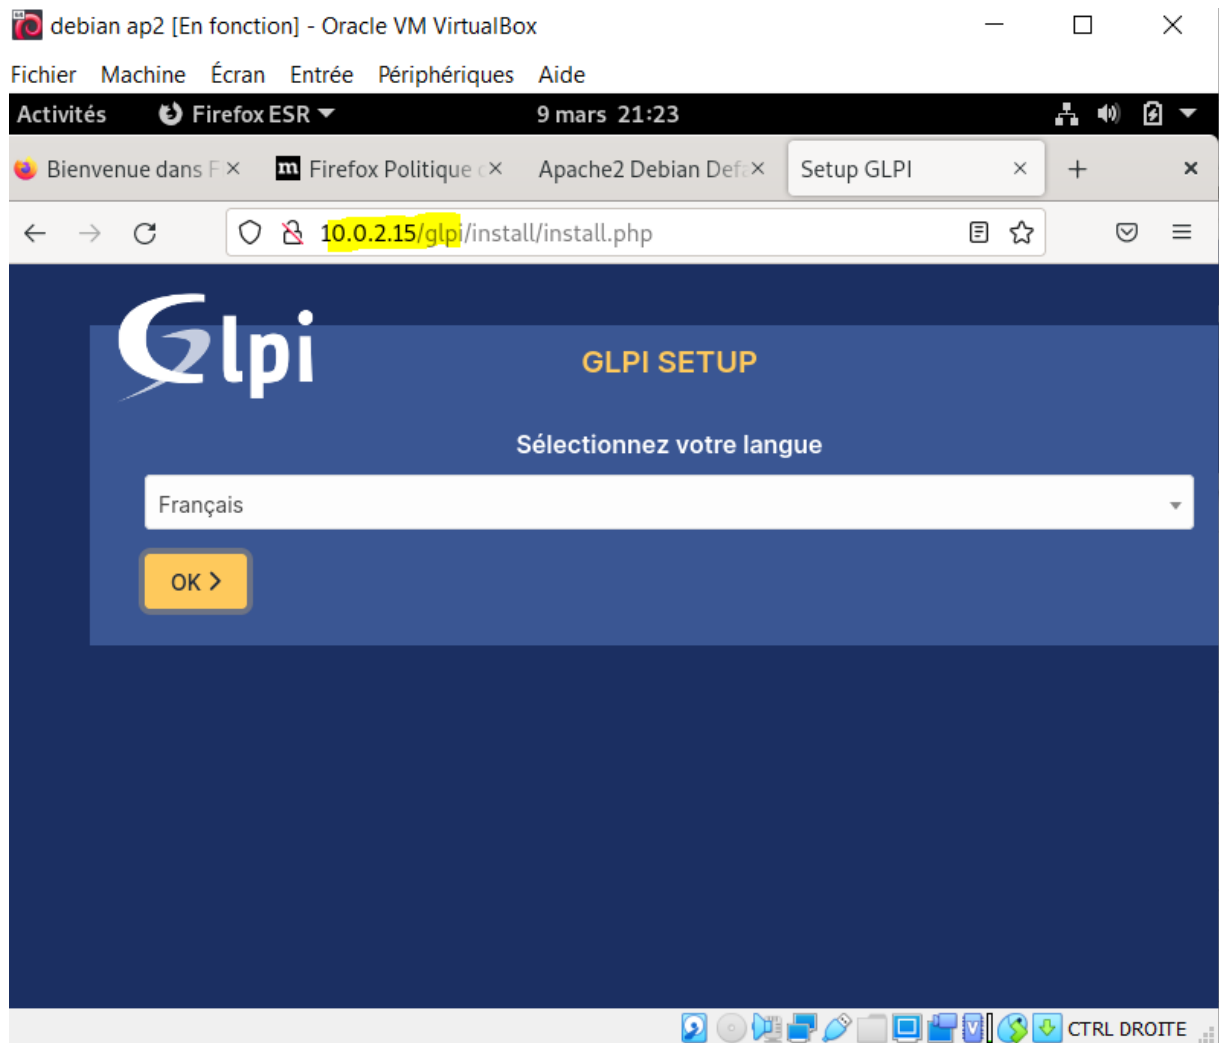 debian ap2 [En fonction] - Oracle VM VirtualBox
Fichier Machine Écran Entrée Périphériques Aide
Activités Firefox ESR 9 mars 21:23
Bienvenue dans F Firefox Politique Apache2 Debian Defa Setup GLPI
10.0.2.15/glpi/install/install.php
Glpi
GLPI SETUP
Sélectionnez votre langue
Français
OK
CTRL DROITE